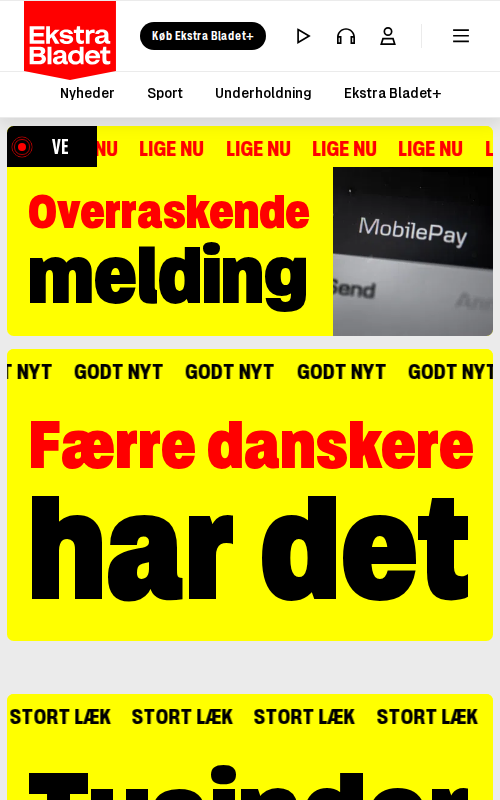 Ekstra
Bladet
Køb Ekstra Bladet+
Nyheder Sport Underholdning Ekstra Bladet+
VE NU LIGE NU LIGE NU LIGE NU LIGE NU L
Overraskende
melding
MobilePay
Send
T NYT GODT NYT GODT NYT GODT NYT GODT NYT
Færre danskere
har det
STORT LÆK STORT LÆK STORT LÆK STORT LÆK
Tusinder